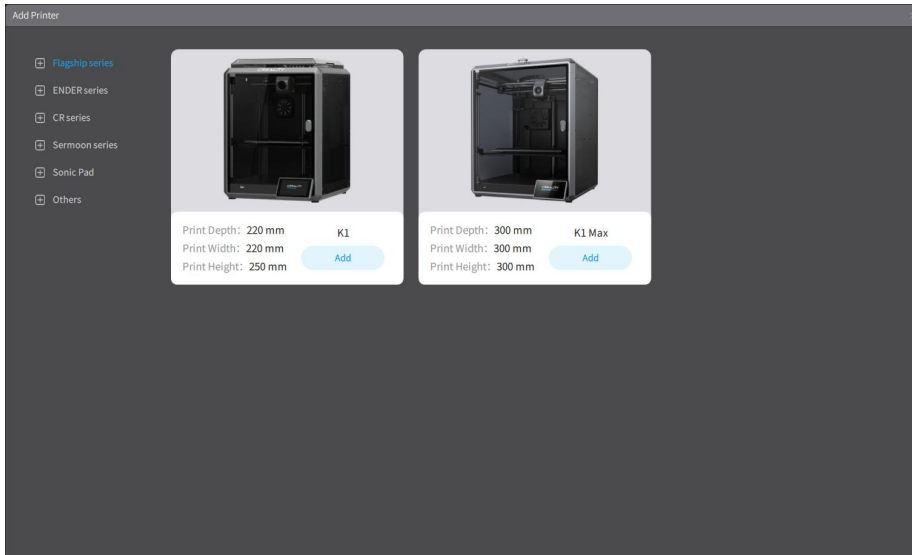 Add Printer
Flagship series
ENDER series
CR series
Sermoon series
Sonic Pad
Others
Print Depth: 220 mm
Print Width: 220 mm
Print Height: 250 mm
K1
Add
Print Depth: 300 mm
Print Width: 300 mm
Print Height: 300 mm
K1 Max
Add